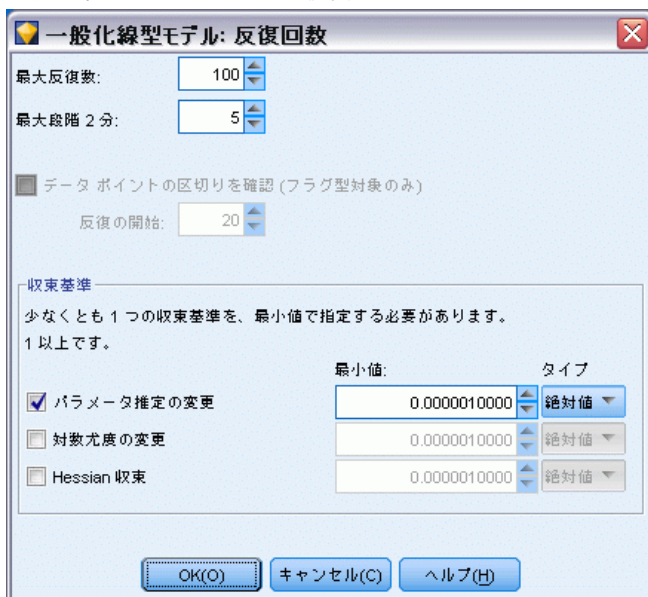 一般化線型モデル: 反復回数
最大反復数: 100
最大段階 2 分: 5
データ ポイントの区切りを確認 (フラグ型対象のみ)
反復の開始: 20
収束基準
少なくとも 1 つの収束基準を、最小値で指定する必要があります。
1 以上です。
最小値: タイプ
パラメータ推定の変更 0.0000010000 絶対値
対数尤度の変更 0.0000010000 絶対値
Hessian 収束 0.0000010000 絶対値
OK(O) キャンセル(C) ヘルプ(H)